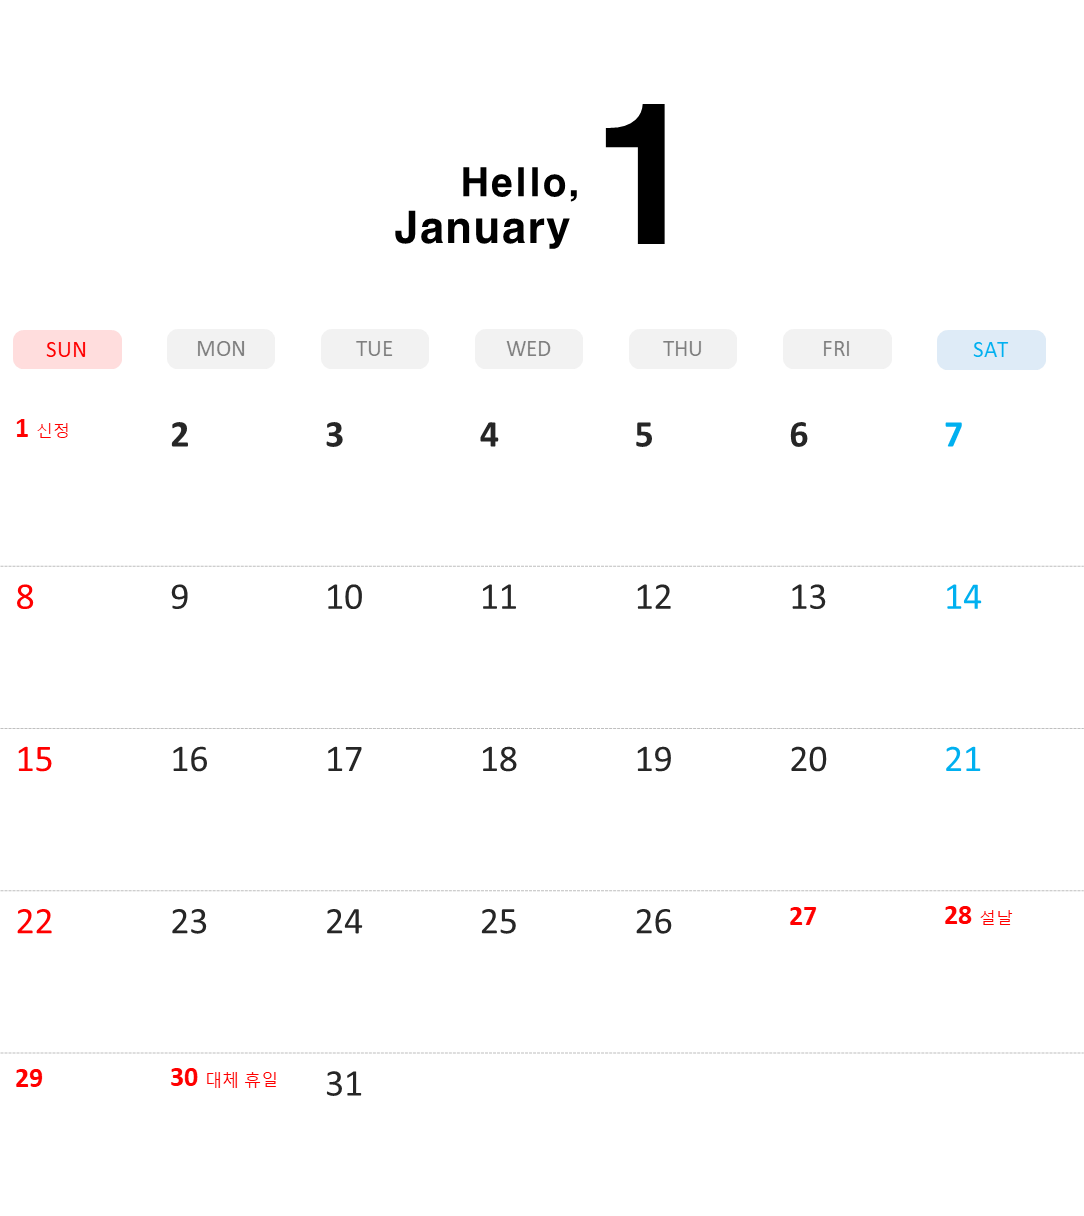 Hello,
January
1
SUN MON TUE WED THU FRI SAT
1 신정 2 3 4 5 6 7
8 9 10 11 12 13 14
15 16 17 18 19 20 21
22 23 24 25 26 27 28 설날
29 30 대체 휴일 31